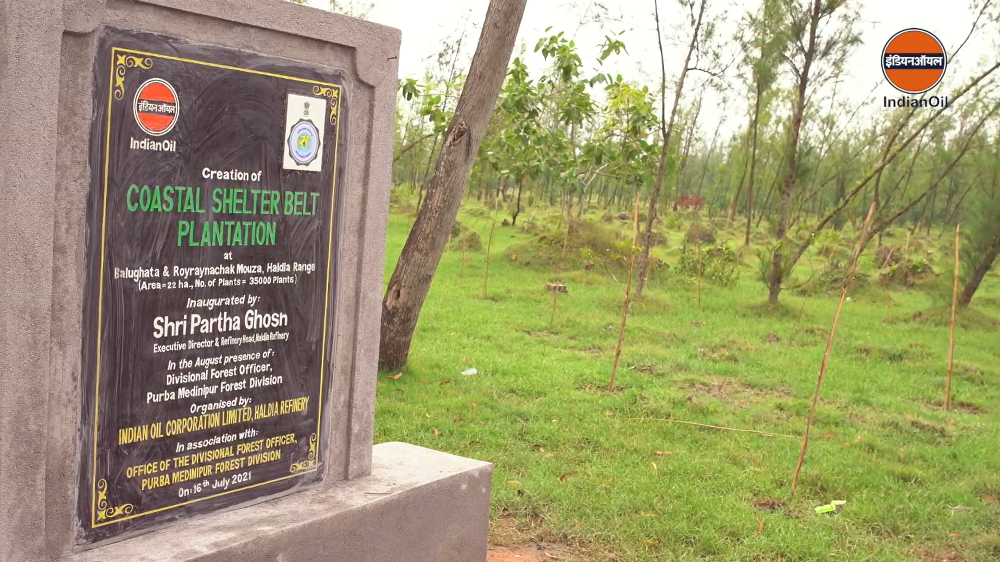 इंडियनऑयल
IndianOil
Creation of
COASTAL SHELTER BELT
PLANTATION
at
Balughata & Royraynachak Mouza, Haldia Range
(Area=22 ha., No. of Plants= 35000 Plants)
Inaugurated by:
Shri Partha Ghosh
Executive Director & Refinery Head, Haldia Refinery
In the August presence of:
Divisional Forest Officer,
Purba Medinipur Forest Division
Organised by:
INDIAN OIL CORPORATION LIMITED, HALDIA REFINERY
In association with:
OFFICE OF THE DIVISIONAL FOREST OFFICER,
PURBA MEDINIPUR FOREST DIVISION
On:16th July 2021
इंडियनऑयल
IndianOil